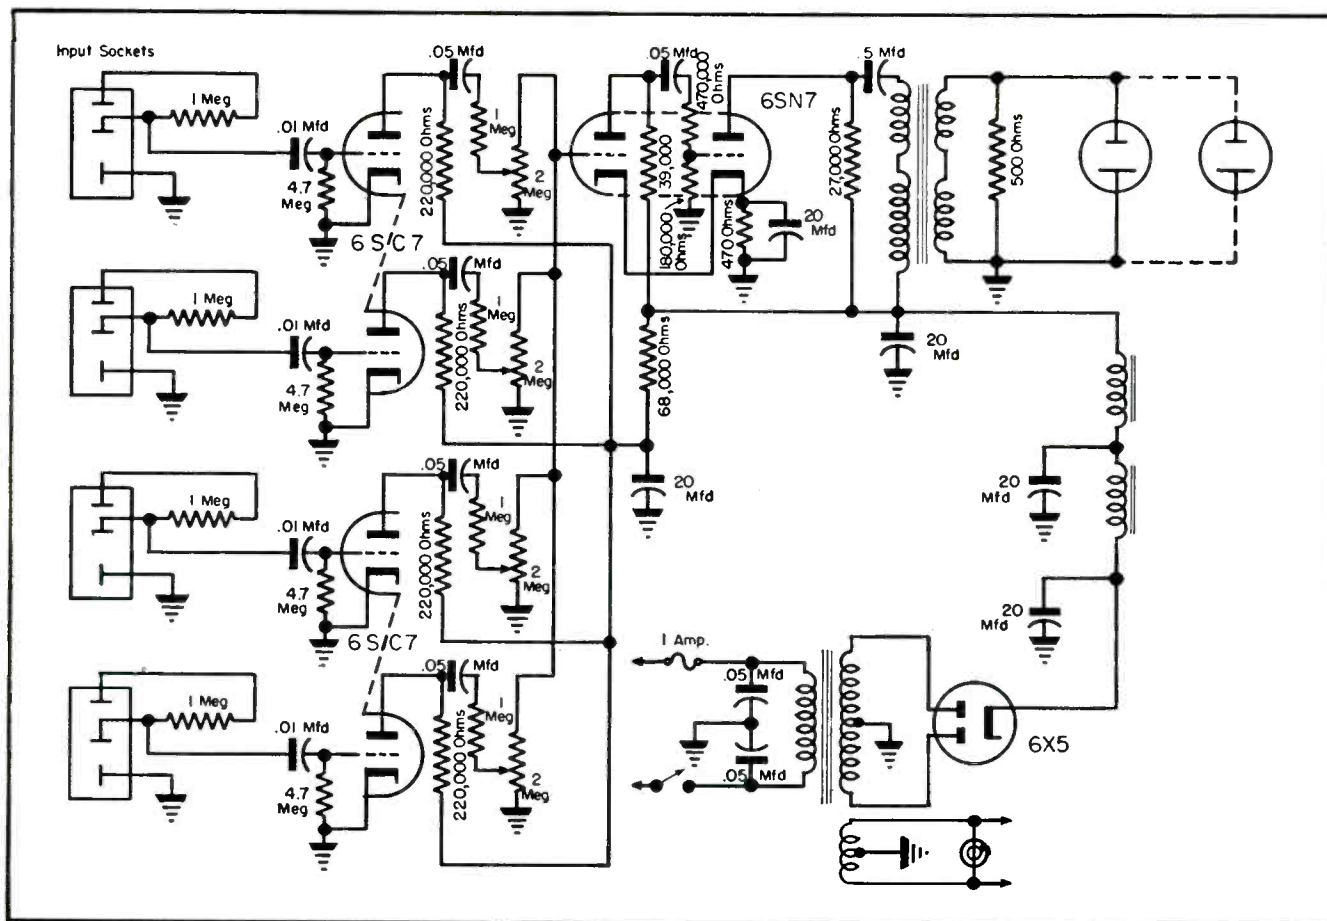 Input Sockets
1 Meg
.01 Mfd
4.7
Meg
6SC7
.05 Mfd
220,000 Ohms
1
Meg
2
Meg
.05 Mfd
470,000
Ohms
6SN7
39,000
180,000
Ohms
470 Ohms
20
Mfd
27,000 Ohms
.5 Mfd
500 Ohms
1 Meg
.01 Mfd
4.7
Meg
.05 Mfd
220,000 Ohms
1
Meg
2
Meg
68,000 Ohms
20
Mfd
20
Mfd
1 Meg
.01 Mfd
4.7
Meg
6SC7
.05 Mfd
220,000 Ohms
1
Meg
2
Meg
20
Mfd
20
Mfd
1 Meg
.01 Mfd
4.7
Meg
.05 Mfd
220,000 Ohms
1
Meg
2
Meg
1 Amp.
.05 Mfd
.05 Mfd
6X5